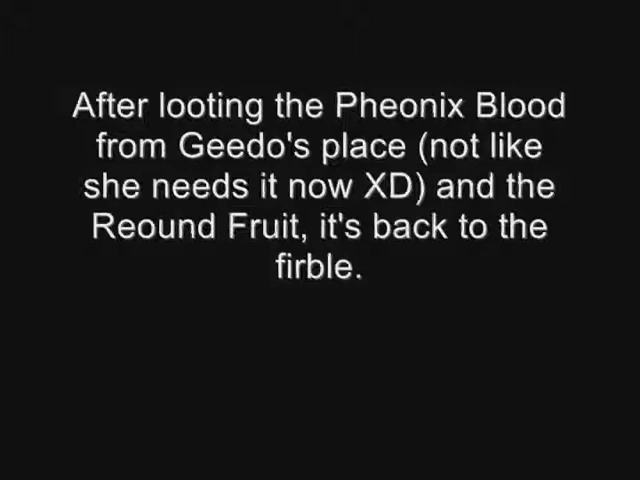 After looting the Pheonix Blood
from Geedo's place (not like
she needs it now XD) and the
Reound Fruit, it's back to the
firble.